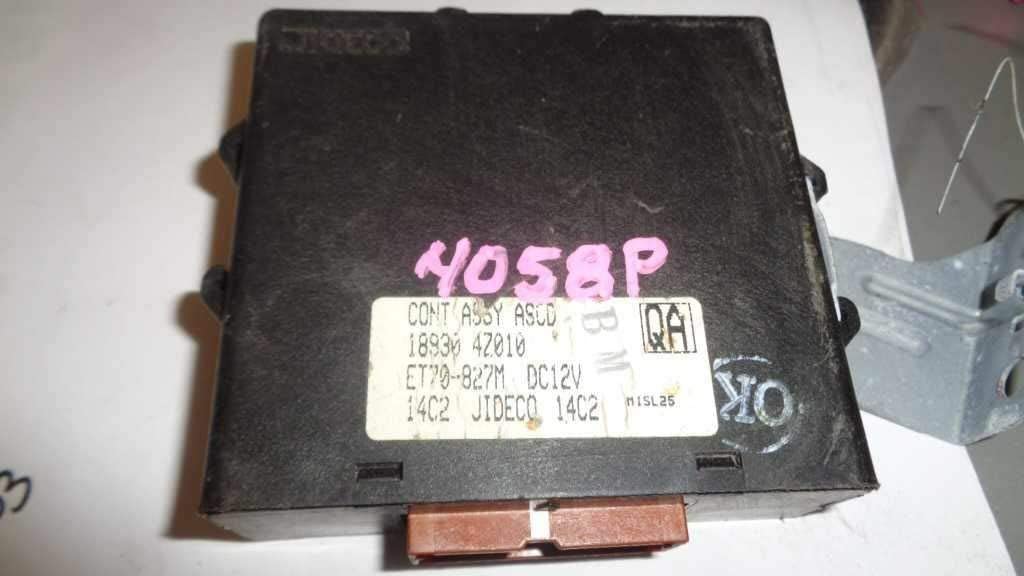 JIDECO
4058P
CONT ASSY ASCD
18930 4Z010
ET70-827M DC12V
14C2 JIDECO 14C2
M1SL25
QA
BM
OK